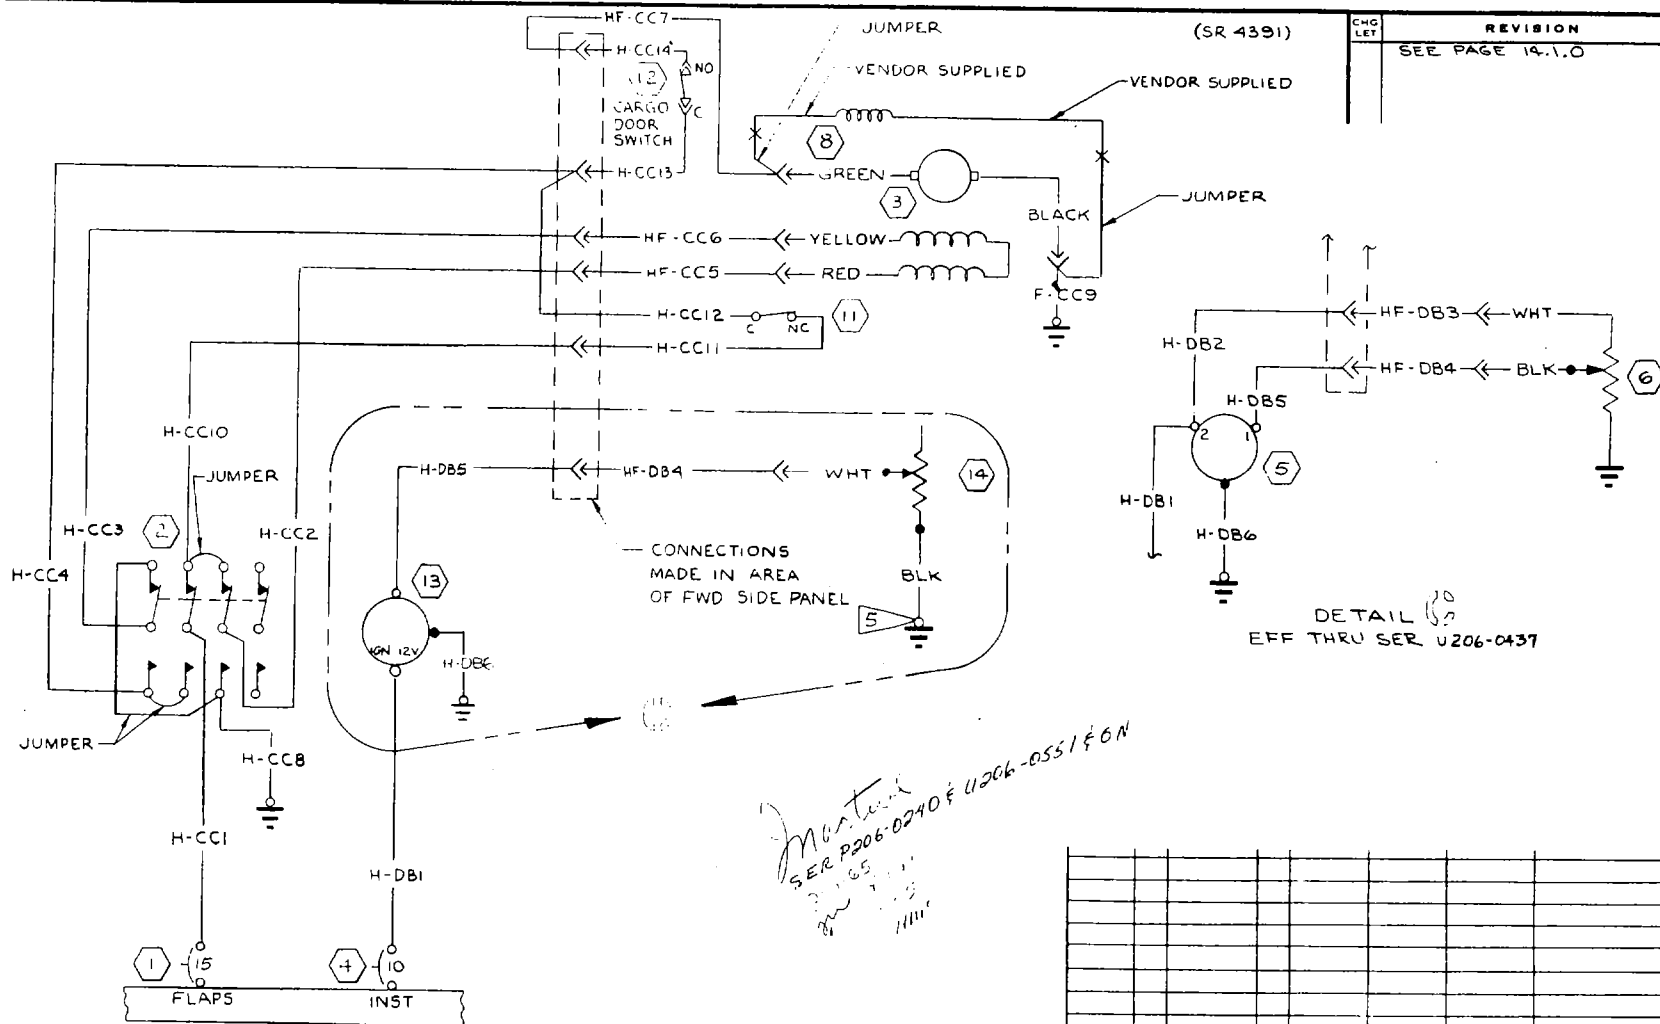 HF-CC7
JUMPER
(SR 4391)
CHG LET
REVISION
SEE PAGE 14.1.0
H-CC14
NO
12
VENDOR SUPPLIED
VENDOR SUPPLIED
CARGO
DOOR
SWITCH
C
8
H-CC13
GREEN
3
BLACK
JUMPER
HF-CC6
YELLOW
HF-CC5
RED
F-CC9
H-CC12
C
NC
11
H-CC11
HF-DB3
WHT
H-DB2
HF-DB4
BLK
6
H-DB5
2
1
5
H-CC10
H-DB5
HF-DB4
WHT
14
JUMPER
H-DB1
H-CC3
2
H-CC2
H-DB6
H-CC4
CONNECTIONS
MADE IN AREA
OF FWD SIDE PANEL
13
BLK
5
DETAIL
EFF THRU SER U206-0437
IGN 12V
H-DB6
JUMPER
H-CC8
SER P206-0240 & U206-0551 & ON
H-CC1
H-DB1
1
15
4
10
FLAPS
INST